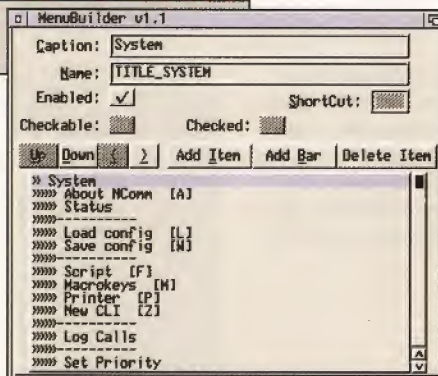 MenuBuilder v1.1
Caption: System
Name: TITLE_SYSTEM
Enabled: ✓ ShortCut:
Checkable: Checked:
Up Down { } Add Item Add Bar Delete Item
» System
»»» About NComm [A]
»»» Status
»»»------------
»»» Load config [L]
»»» Save config [W]
»»»------------
»»» Script [F]
»»» Macrokeys [M]
»»» Printer [P]
»»» New CLI [Z]
»»»------------
»»» Log Calls
»»»------------
»»» Set Priority